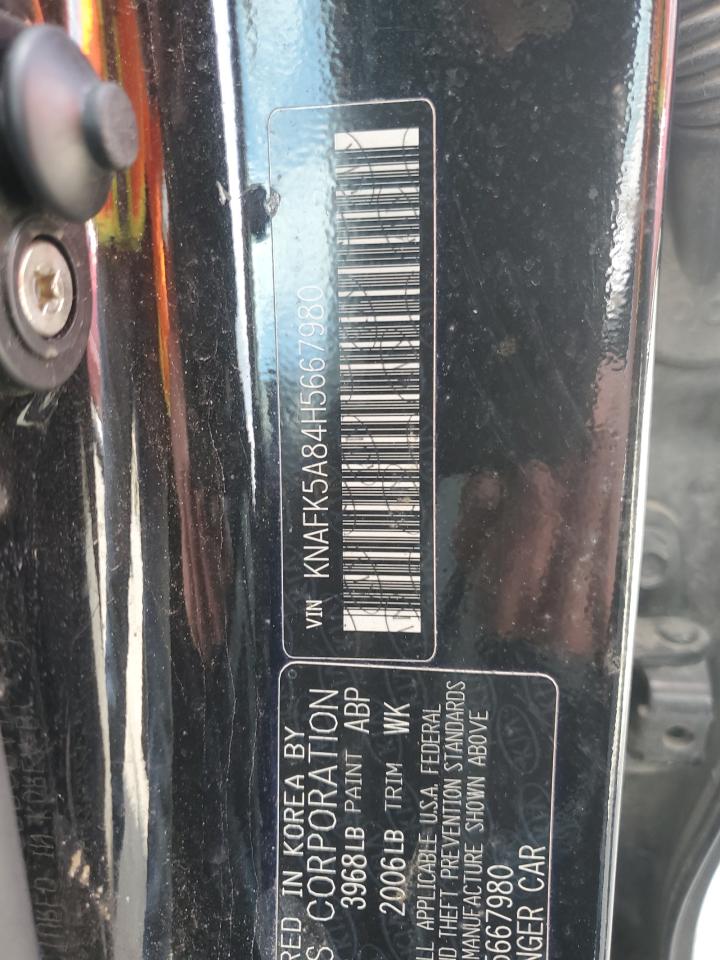 VIN KNAFK5A84H5667980
RED IN KOREA BY
S CORPORATION
3968LB PAINT ABP
2006LB TRIM WK
LL APPLICABLE U.S.A. FEDERAL
ND THEFT PREVENTION STANDARDS
MANUFACTURE SHOWN ABOVE
5667980
NGER CAR